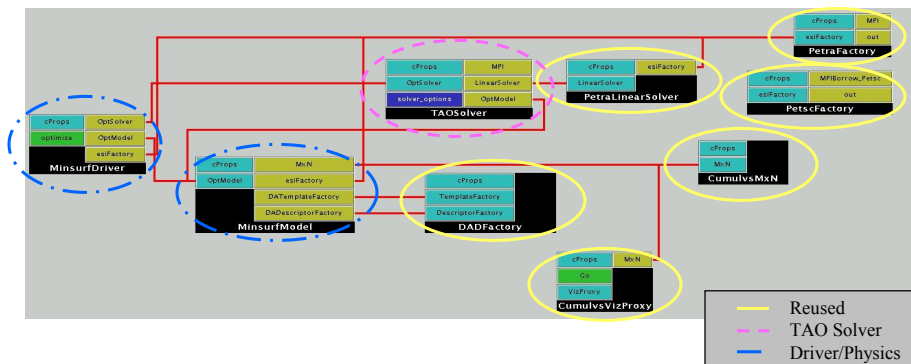 cProps MPI
esiFactory out
PetraFactory
cProps MPI
OptSolver LinearSolver
solver_options OptModel
TAOSolver
cProps esiFactory
LinearSolver
PetraLinearSolver
cProps MPIBorrow_Petsc
esiFactory out
PetscFactory
cProps OptSolver
optimize OptModel
esiFactory
MinsurfDriver
cProps MxN
OptModel esiFactory
DATemplateFactory
DADescriptorFactory
MinsurfModel
cProps
TemplateFactory
DescriptorFactory
DADFactory
cProps
MxN
CumulvsMxN
cProps MxN
Go
VizProxy
CumulvsVizProxy
Reused
TAO Solver
Driver/Physics